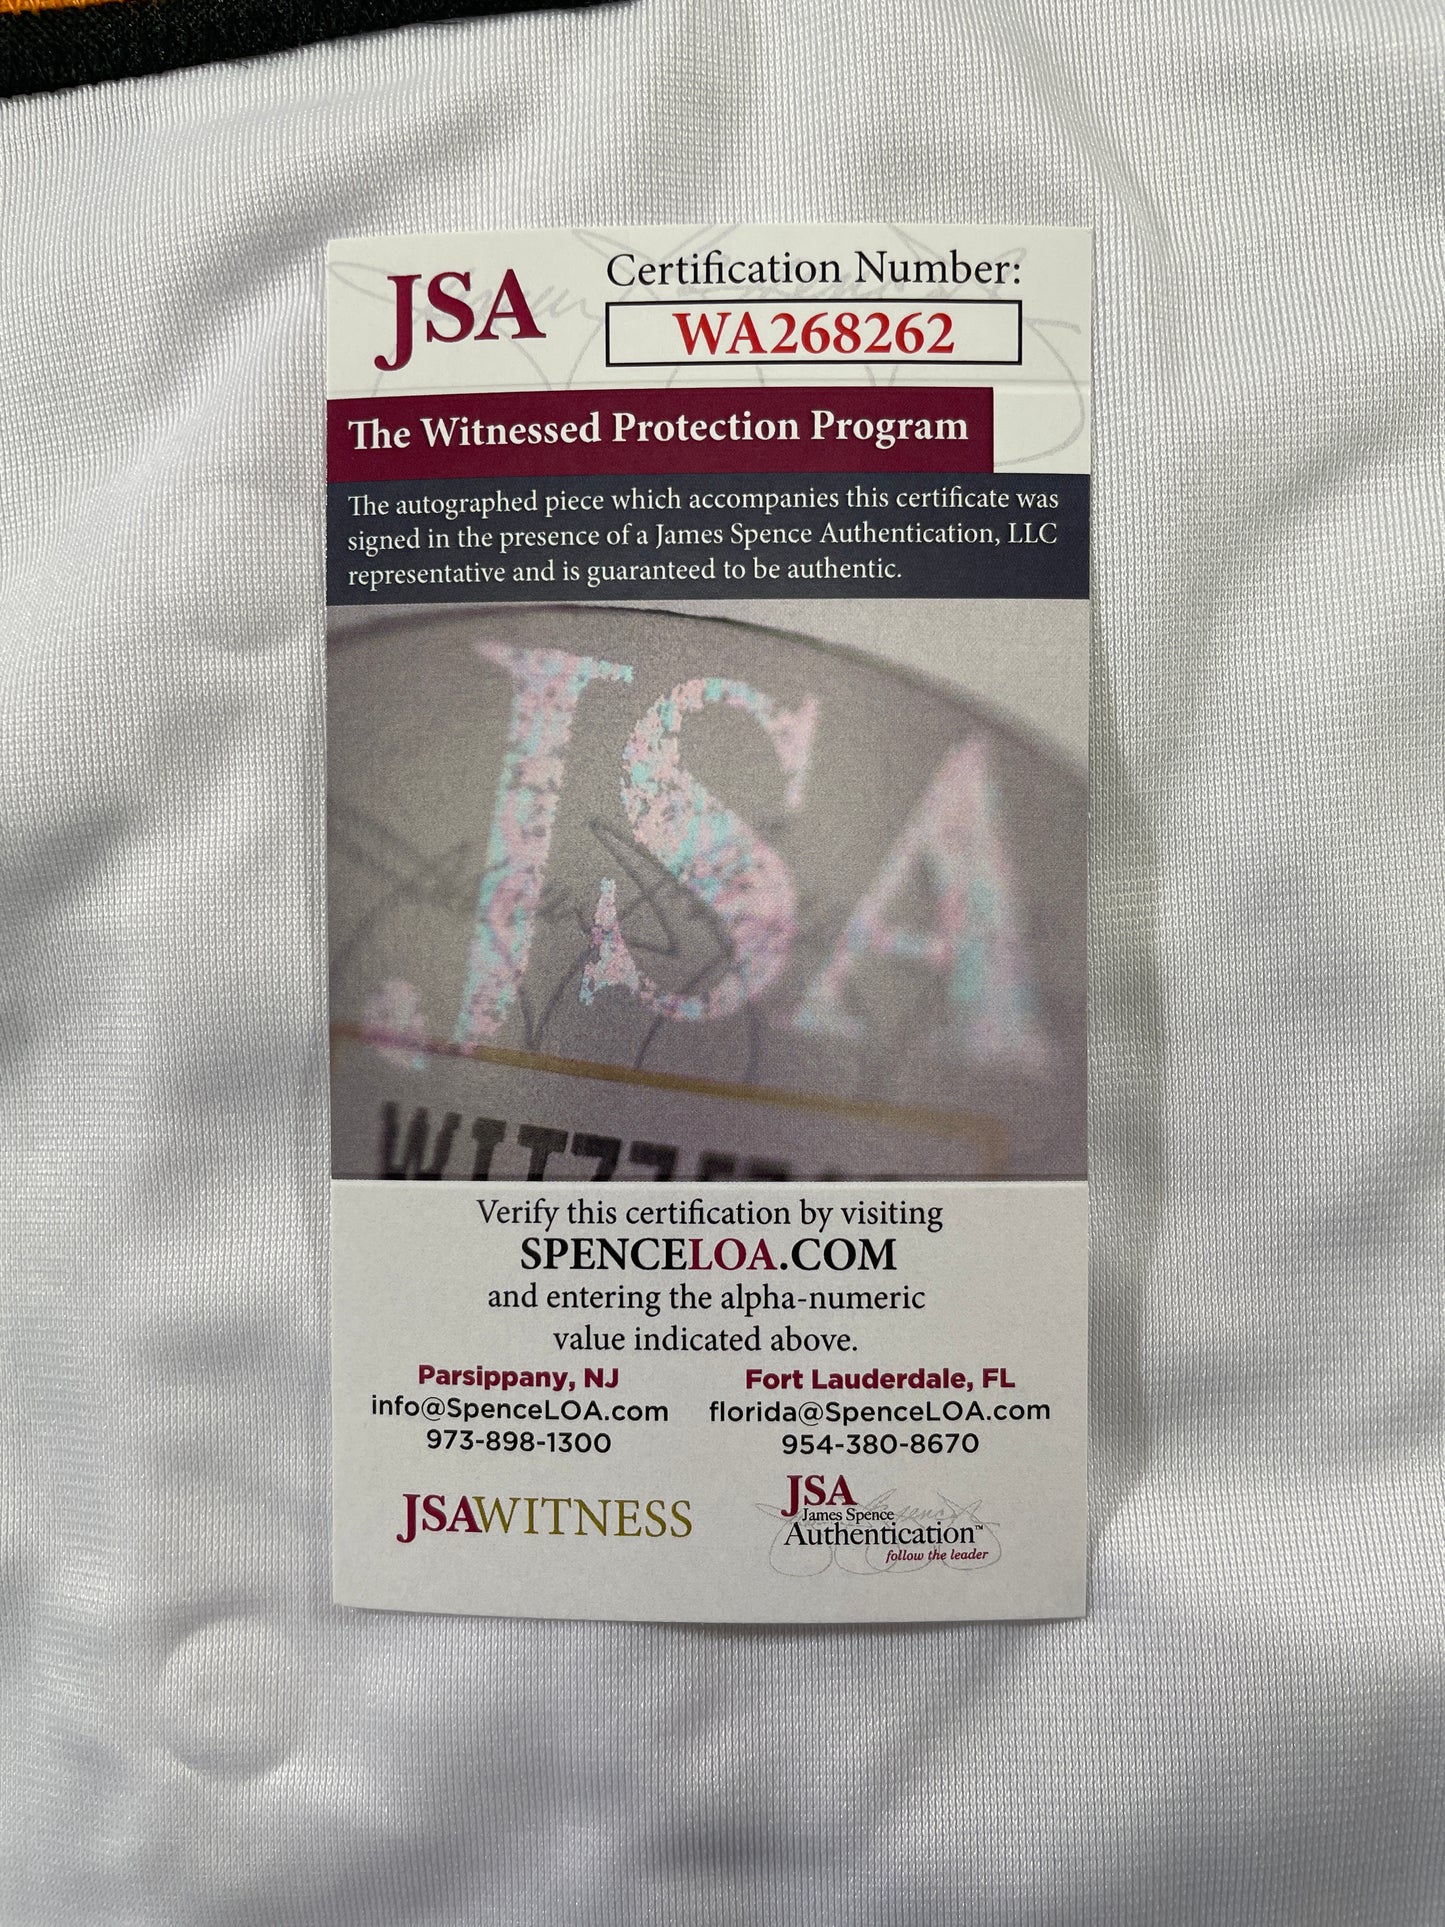 JSA
Certification Number:
WA268262
The Witnessed Protection Program
The autographed piece which accompanies this certificate was
signed in the presence of a James Spence Authentication, LLC
representative and is guaranteed to be authentic.
JSA
Verify this certification by visiting
SPENCELOA.COM
and entering the alpha-numeric
value indicated above.
Parsippany, NJ
info@SpenceLOA.com
973-898-1300
Fort Lauderdale, FL
florida@SpenceLOA.com
954-380-8670
JSAWITNESS
JSA
James Spence
Authentication™
follow the leader